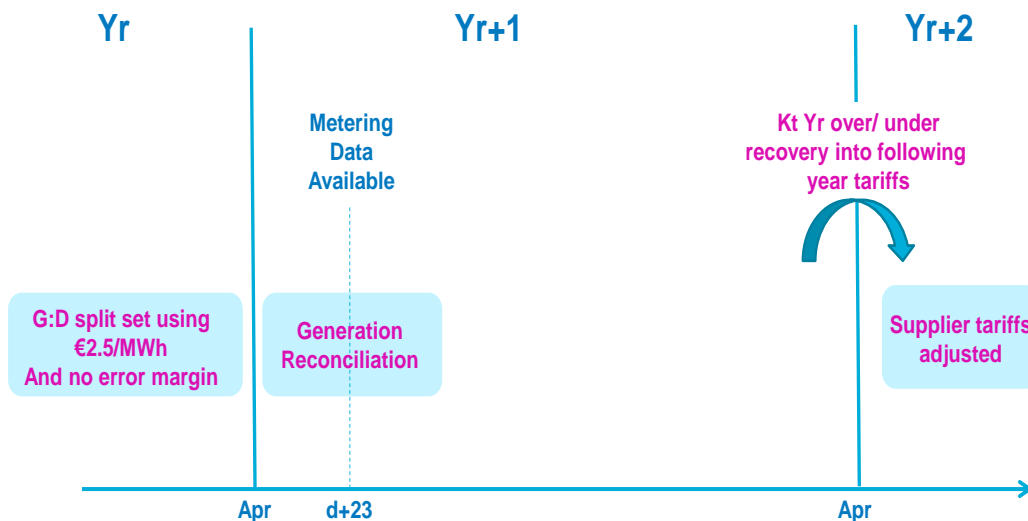 Yr
Yr+1
Yr+2
Metering
Data
Available
Kt Yr over/ under
recovery into following
year tariffs
G:D split set using
€2.5/MWh
And no error margin
Generation
Reconciliation
Supplier tariffs
adjusted
Apr
d+23
Apr